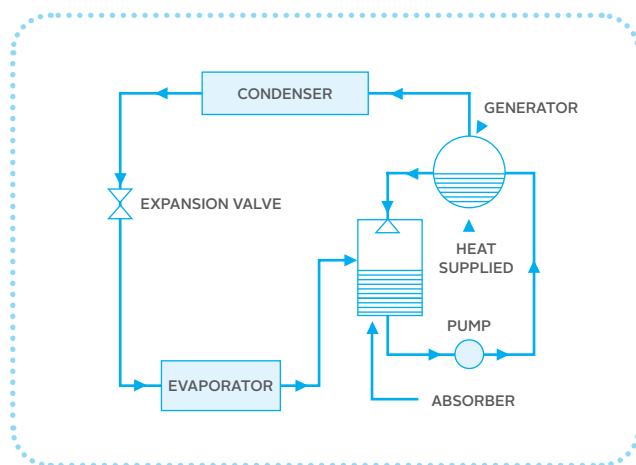 CONDENSER
GENERATOR
EXPANSION VALVE
HEAT
SUPPLIED
PUMP
EVAPORATOR
ABSORBER